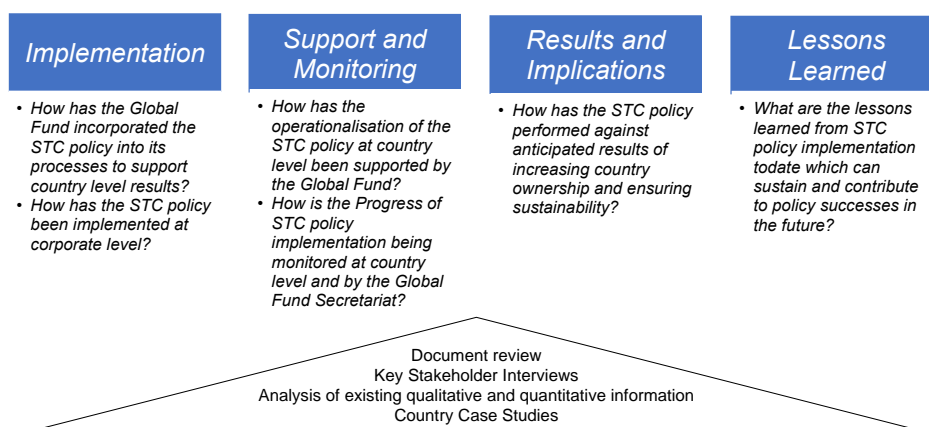 Implementation
• How has the Global
Fund incorporated the
STC policy into its
processes to support
country level results?
• How has the STC policy
been implemented at
corporate level?
Support and
Monitoring
• How has the
operationalisation of the
STC policy at country
level been supported by
the Global Fund?
• How is the Progress of
STC policy
implementation being
monitored at country
level and by the Global
Fund Secretariat?
Results and
Implications
• How has the STC policy
performed against
anticipated results of
increasing country
ownership and ensuring
sustainability?
Lessons
Learned
• What are the lessons
learned from STC
policy implementation
todate which can
sustain and contribute
to policy successes in
the future?
Document review
Key Stakeholder Interviews
Analysis of existing qualitative and quantitative information
Country Case Studies